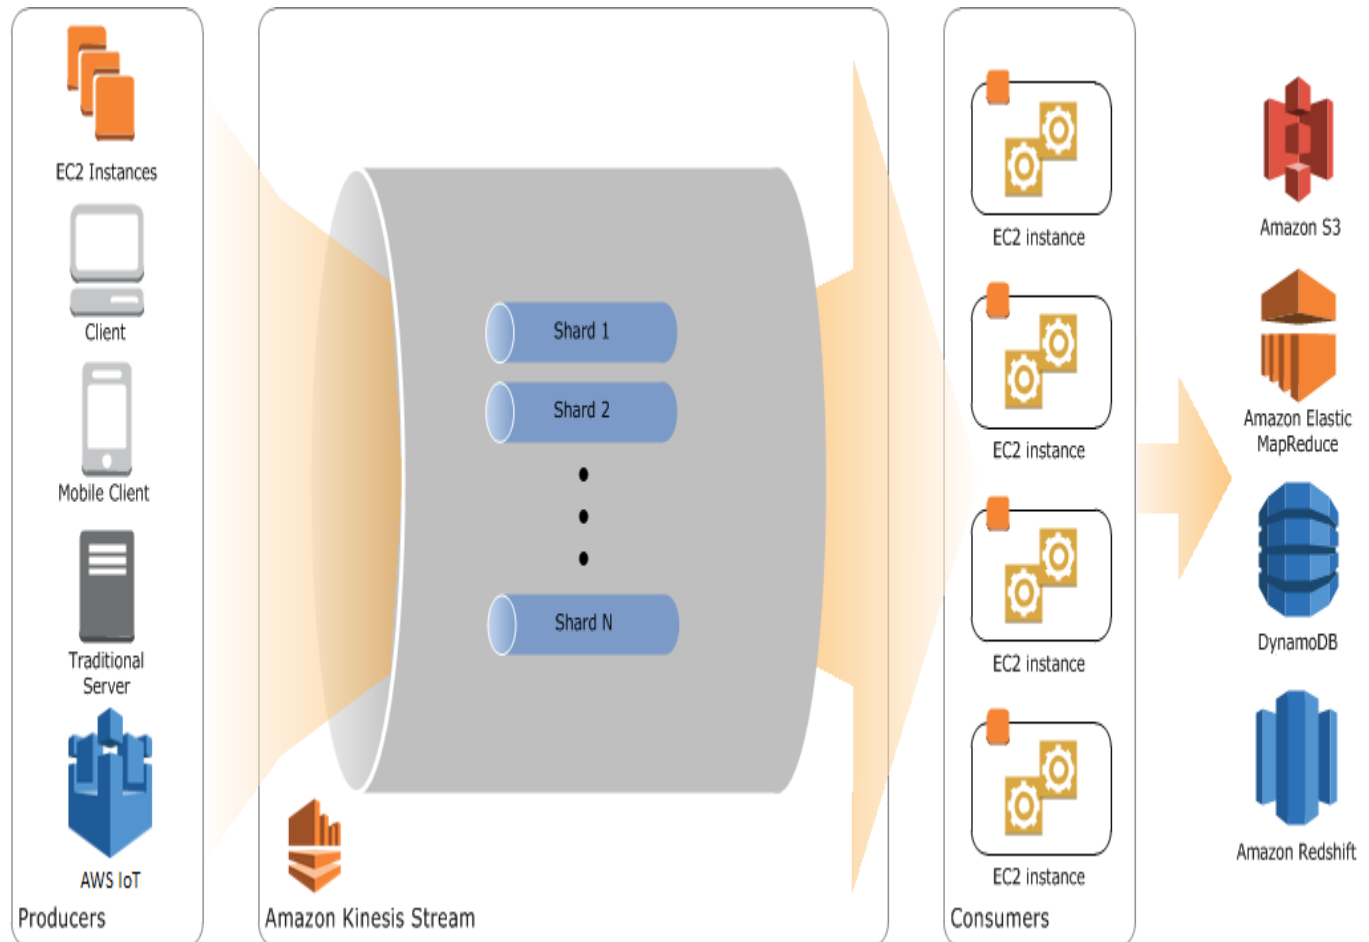 EC2 Instances
Client
Mobile Client
Traditional
Server
AWS IoT
Producers
Shard 1
Shard 2
Shard N
Amazon Kinesis Stream
EC2 instance
EC2 instance
EC2 instance
EC2 instance
Consumers
Amazon S3
Amazon Elastic
MapReduce
DynamoDB
Amazon Redshift